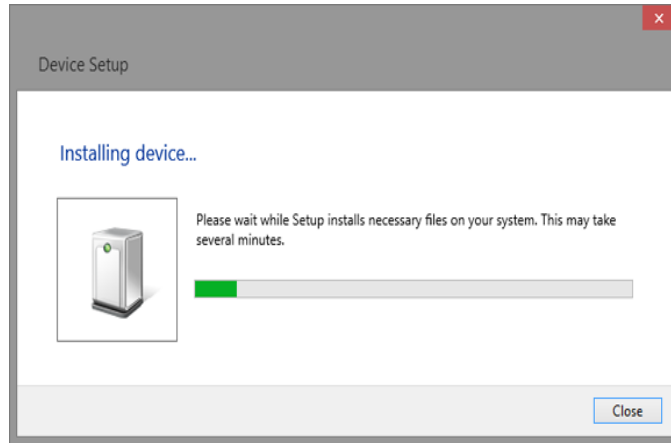 Device Setup
Installing device...
Please wait while Setup installs necessary files on your system. This may take
several minutes.
Close